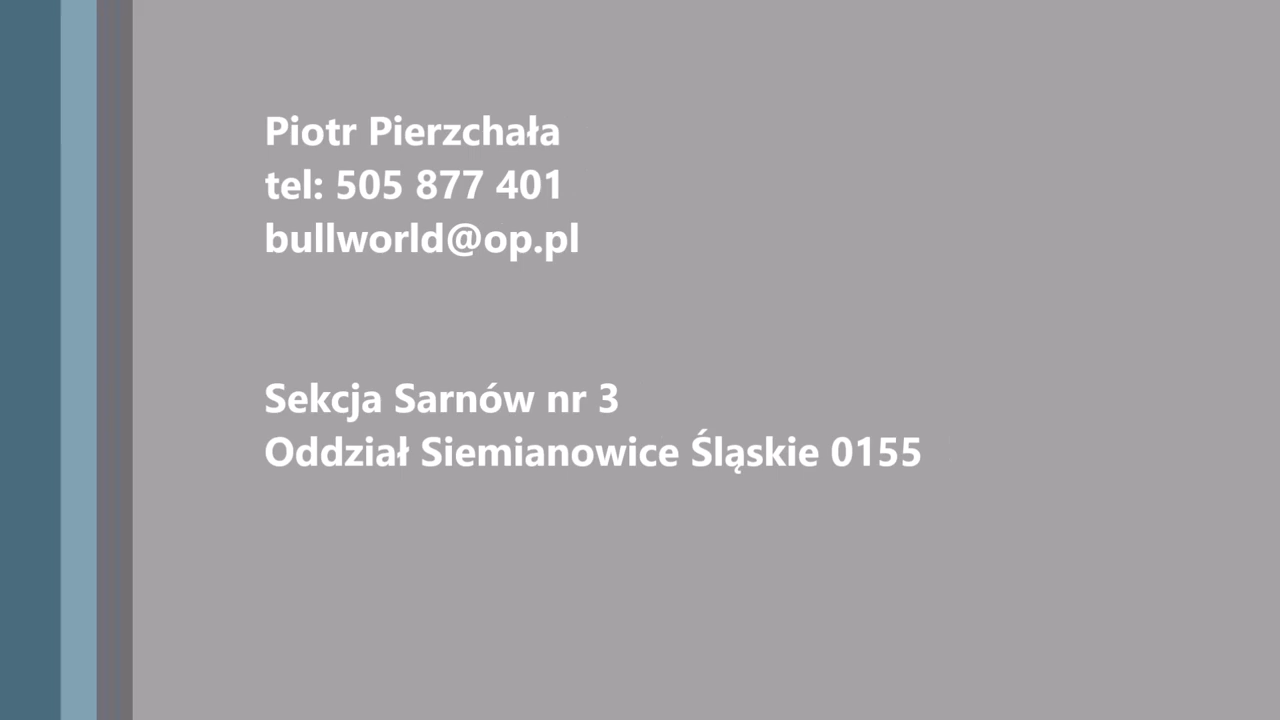 Piotr Pierzchała
tel: 505 877 401
bullworld@op.pl
Sekcja Sarnów nr 3
Oddział Siemianowice Śląskie 0155